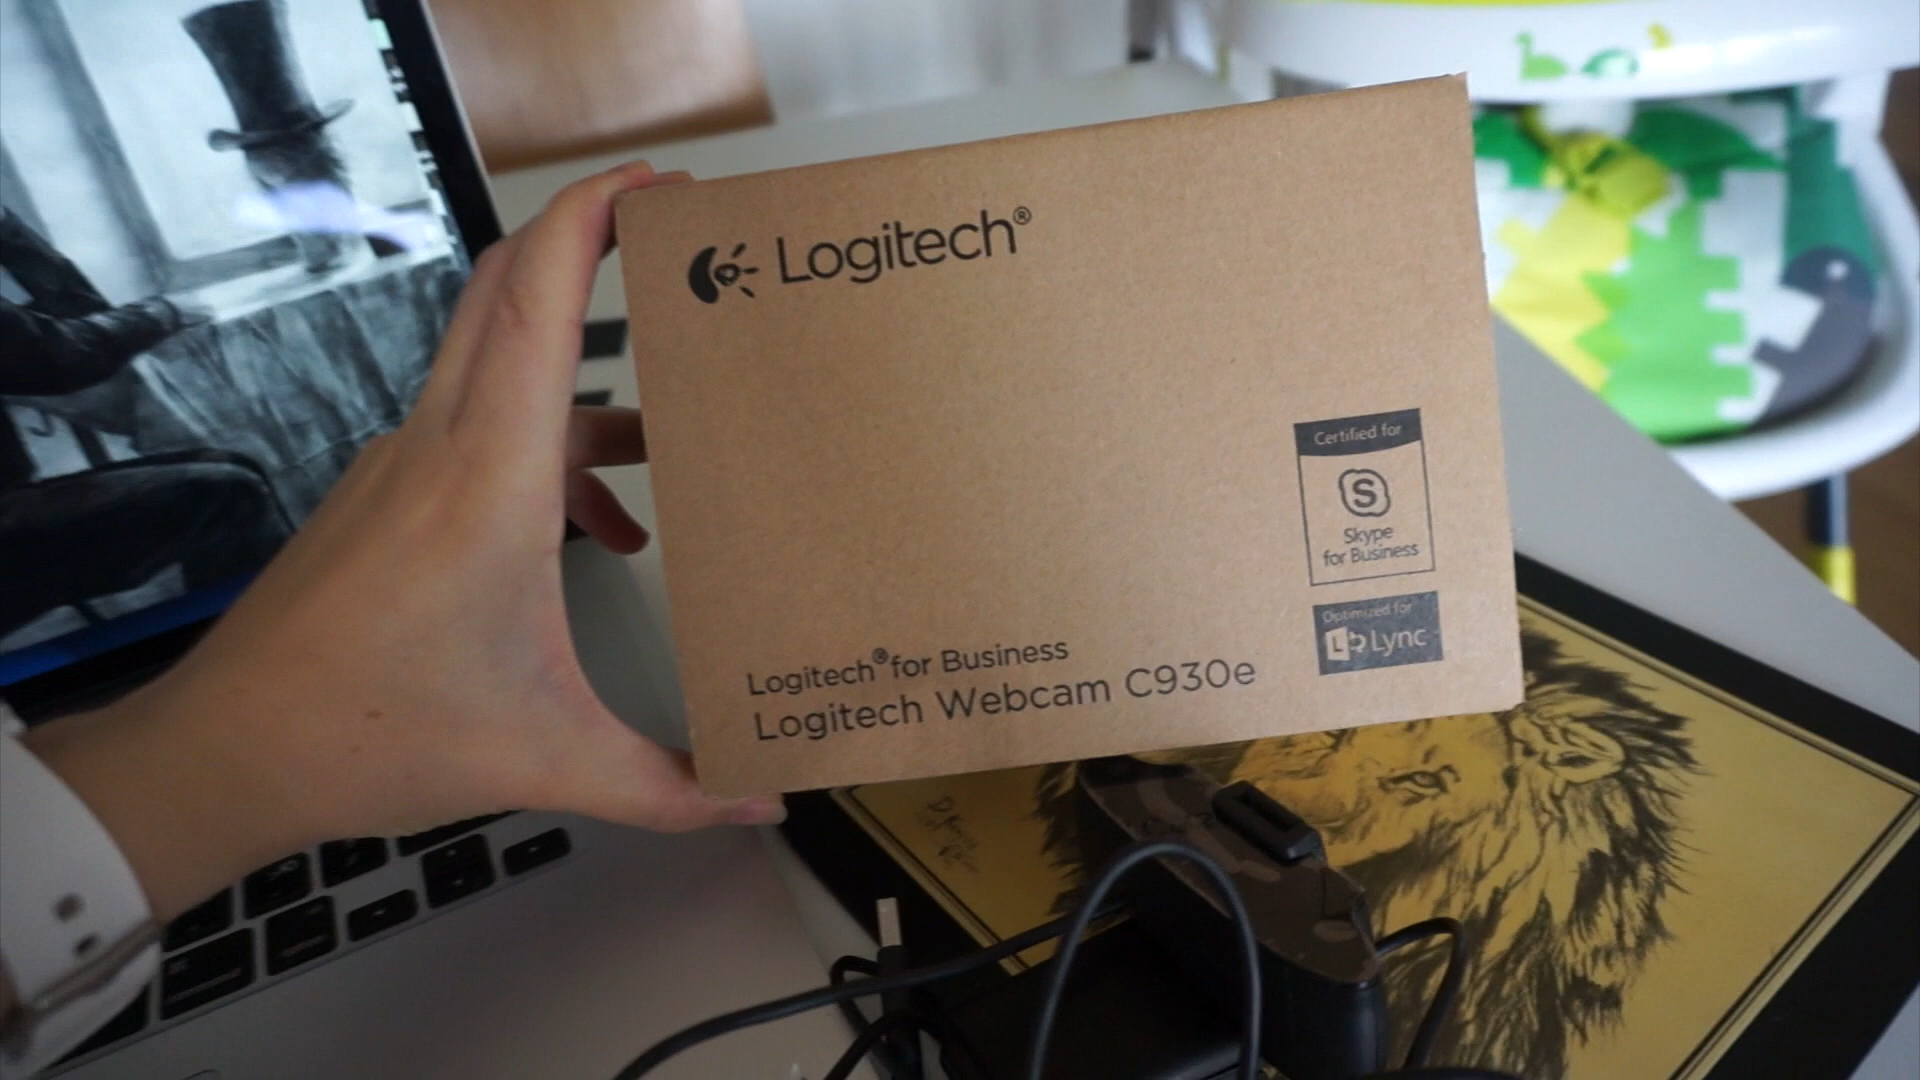 Logitech®
Certified for
S
Skype
for Business
Optimized for
Lync
Logitech® for Business
Logitech Webcam C930e